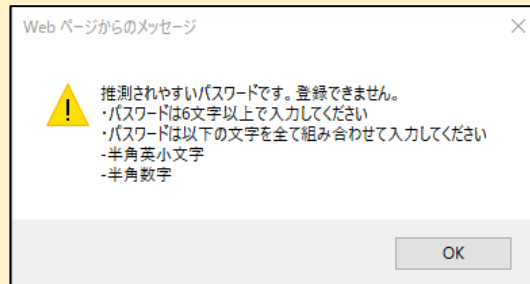 Web ページからのメッセージ
推測されやすいパスワードです。登録できません。
・パスワードは6文字以上で入力してください
・パスワードは以下の文字を全て組み合わせて入力してください
-半角英小文字
-半角数字
OK